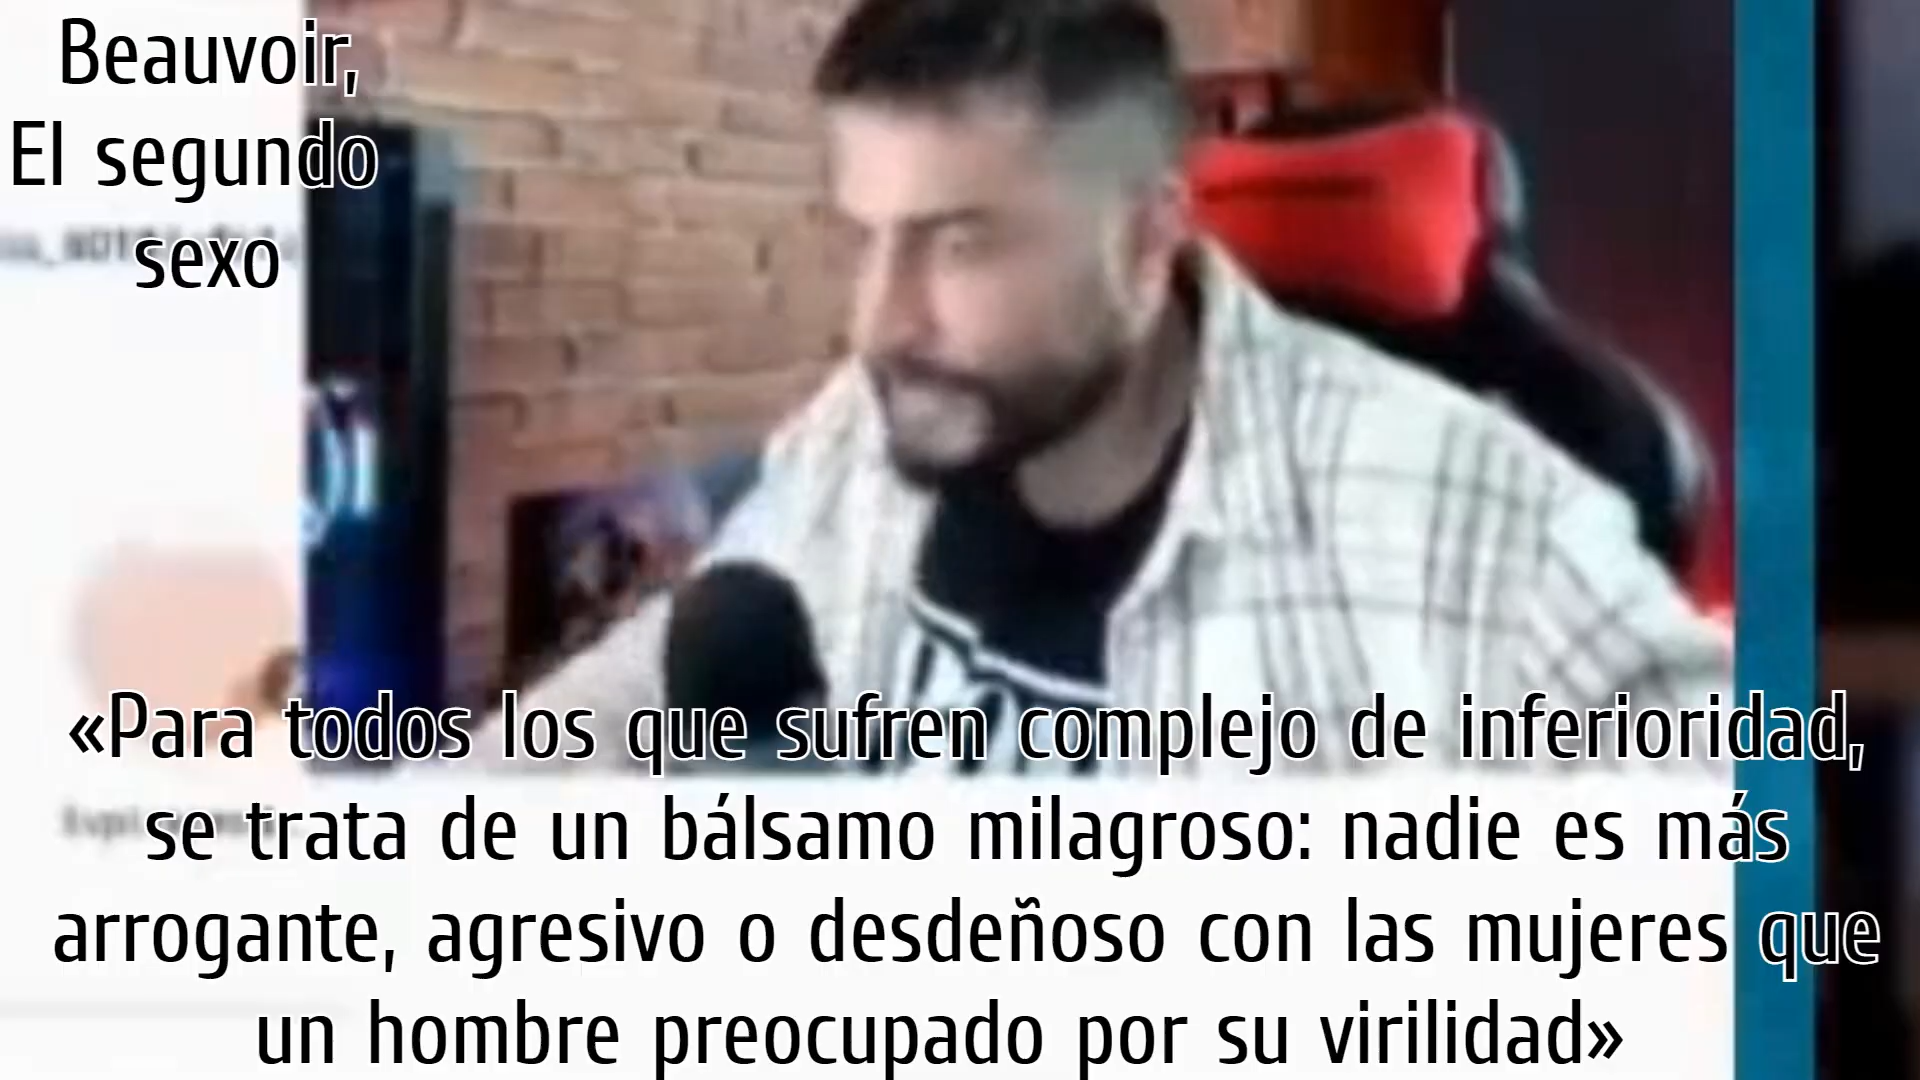 Beauvoir,
El segundo
sexo
«Para todos los que sufren complejo de inferioridad,
se trata de un bálsamo milagroso: nadie es más
arrogante, agresivo o desdeñoso con las mujeres que
un hombre preocupado por su virilidad»